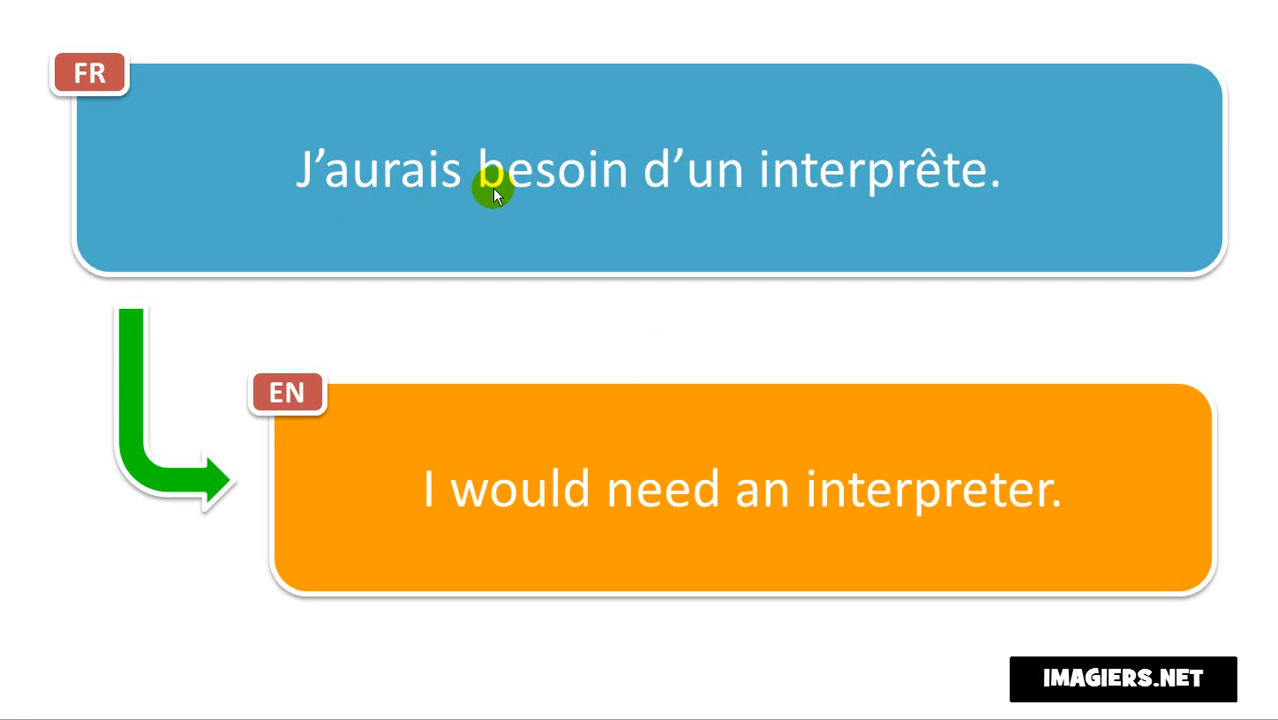 FR
J’aurais besoin d’un interprête.
EN
I would need an interpreter.
IMAGIERS.NET